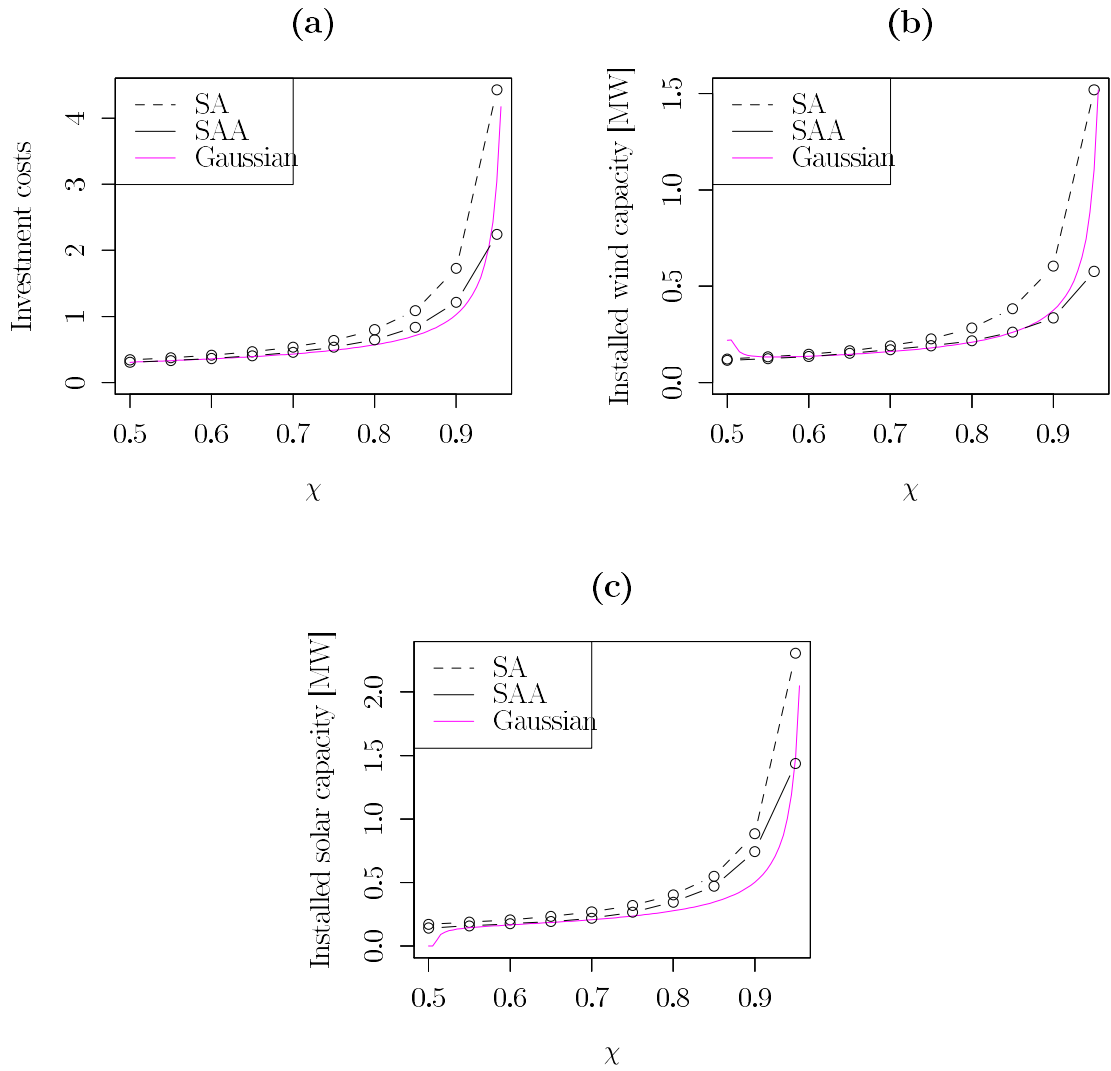 (a)
SA
SAA
Gaussian
Investment costs
0
1
2
3
4
0.5
0.6
0.7
0.8
0.9
χ
(b)
SA
SAA
Gaussian
Installed wind capacity [MW]
0.0
0.5
1.0
1.5
0.5
0.6
0.7
0.8
0.9
χ
(c)
SA
SAA
Gaussian
Installed solar capacity [MW]
0.0
0.5
1.0
1.5
2.0
0.5
0.6
0.7
0.8
0.9
χ